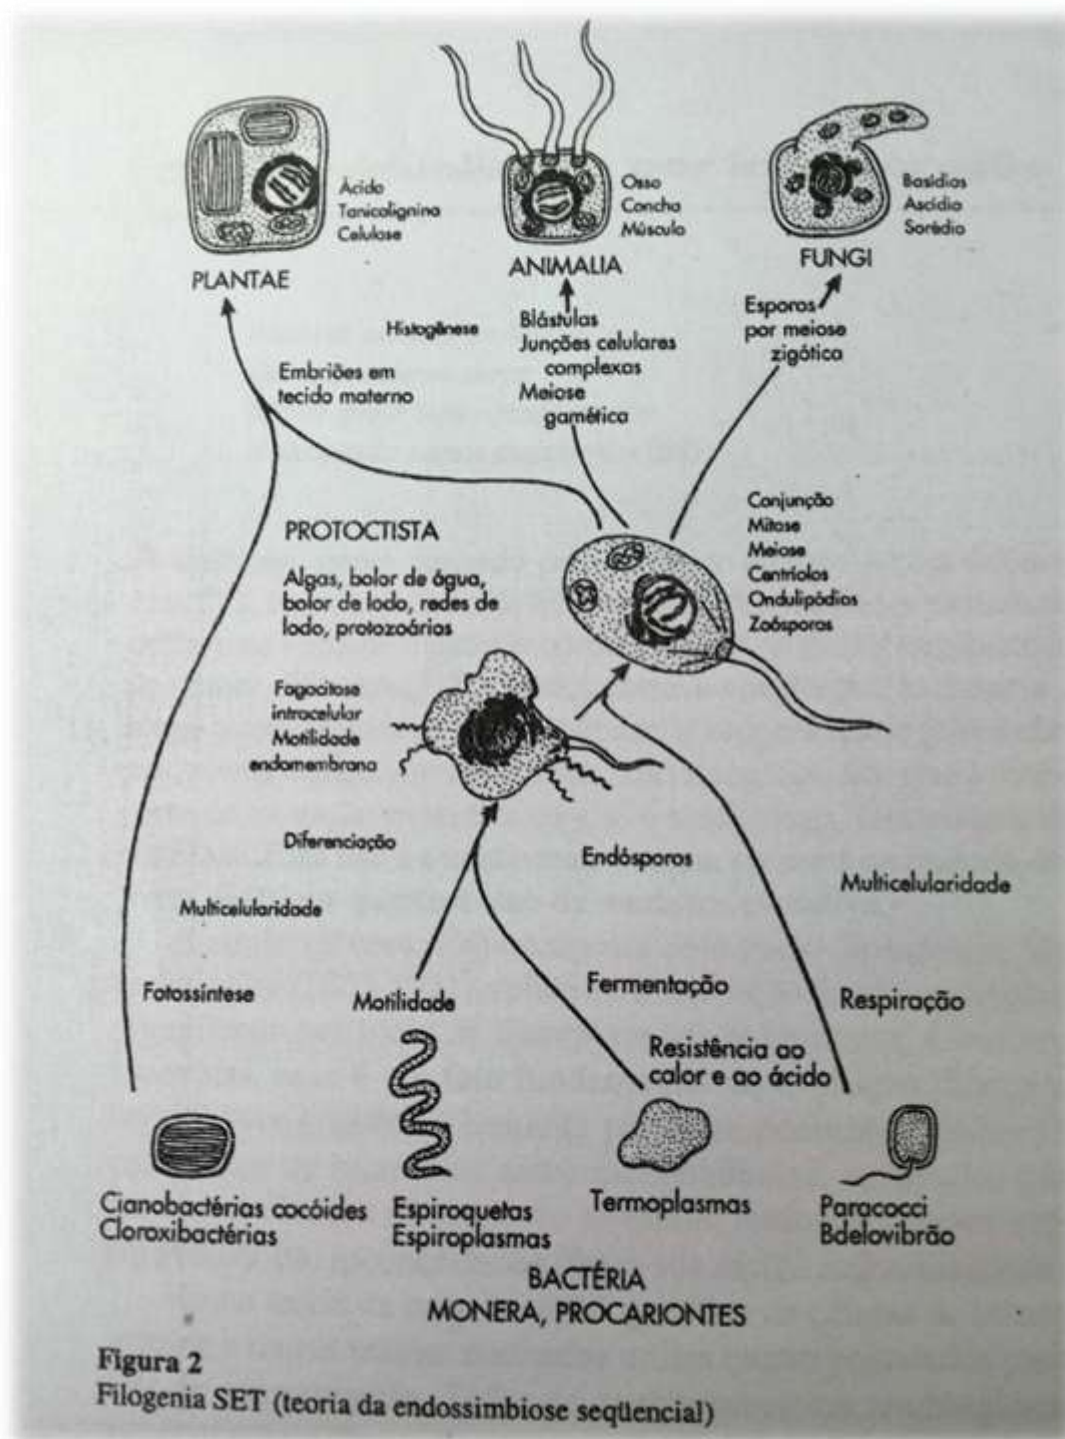 Ácido
Tanicalignina
Celulase
PLANTAE
Osso
Concha
Músculo
ANIMALIA
Basídios
Ascídio
Sorédio
FUNGI
Histogênese
Blástulas
Junções celulares
complexas
Meiose
gamética
Esporos
por meiose
zigótica
Embriões em
tecido materno
PROTOCTISTA
Algas, bolor de água,
bolor de lodo, redes de
lodo, protozoários
Conjunção
Mitose
Meiose
Centríolos
Ondulipódios
Zoósporos
Fagocitose
intracelular
Motilidade
endomembrana
Diferenciação
Endósporos
Multicelularidade
Multicelularidade
Fotossíntese
Motilidade
Fermentação
Respiração
Resistência ao
calor e ao ácido
Cianobactérias cocóides
Cloroxibactérias
Espiroquetas
Espiroplasmas
Termoplasmas
Paracocci
Bdelovibrão
BACTÉRIA
MONERA, PROCARIONTES
Figura 2
Filogenia SET (teoria da endossimbiose seqüencial)